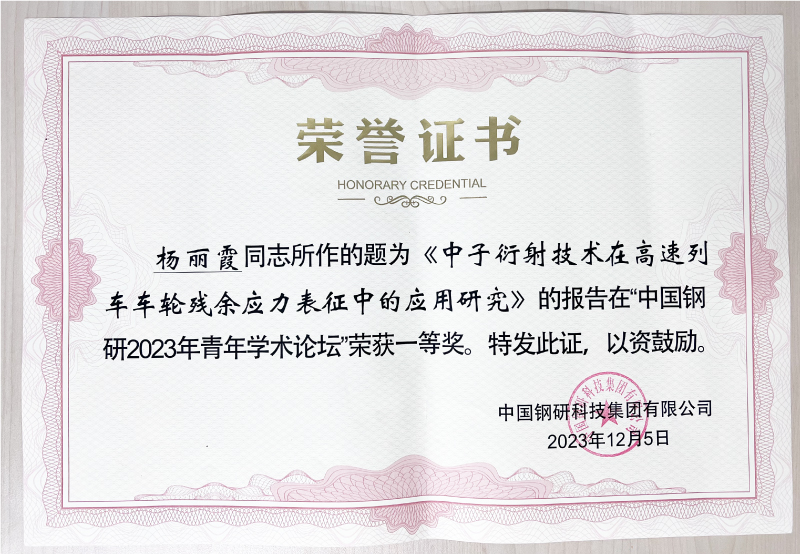 荣誉证书
HONORARY CREDENTIAL
杨丽霞同志所作的题为《中子衍射技术在高速列
车车轮残余应力表征中的应用研究》的报告在“中国钢
研2023年青年学术论坛”荣获一等奖。特发此证，以资鼓励。
中国钢研科技集团有限公司
2023年12月5日